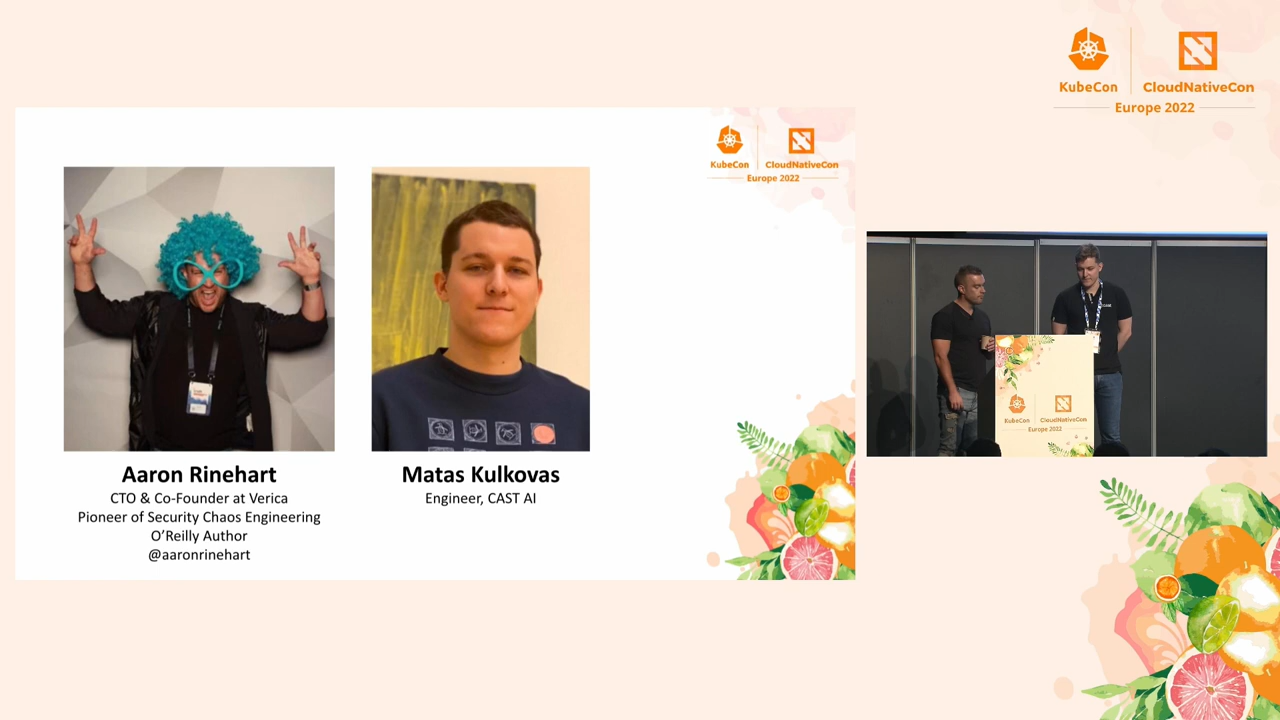 KubeCon
CloudNativeCon
Europe 2022
KubeCon
CloudNativeCon
Europe 2022
Aaron Rinehart
CTO & Co-Founder at Verica
Pioneer of Security Chaos Engineering
O'Reilly Author
@aaronrinehart
Matas Kulkovas
Engineer, CAST AI
KubeCon
CloudNativeCon
Europe 2022